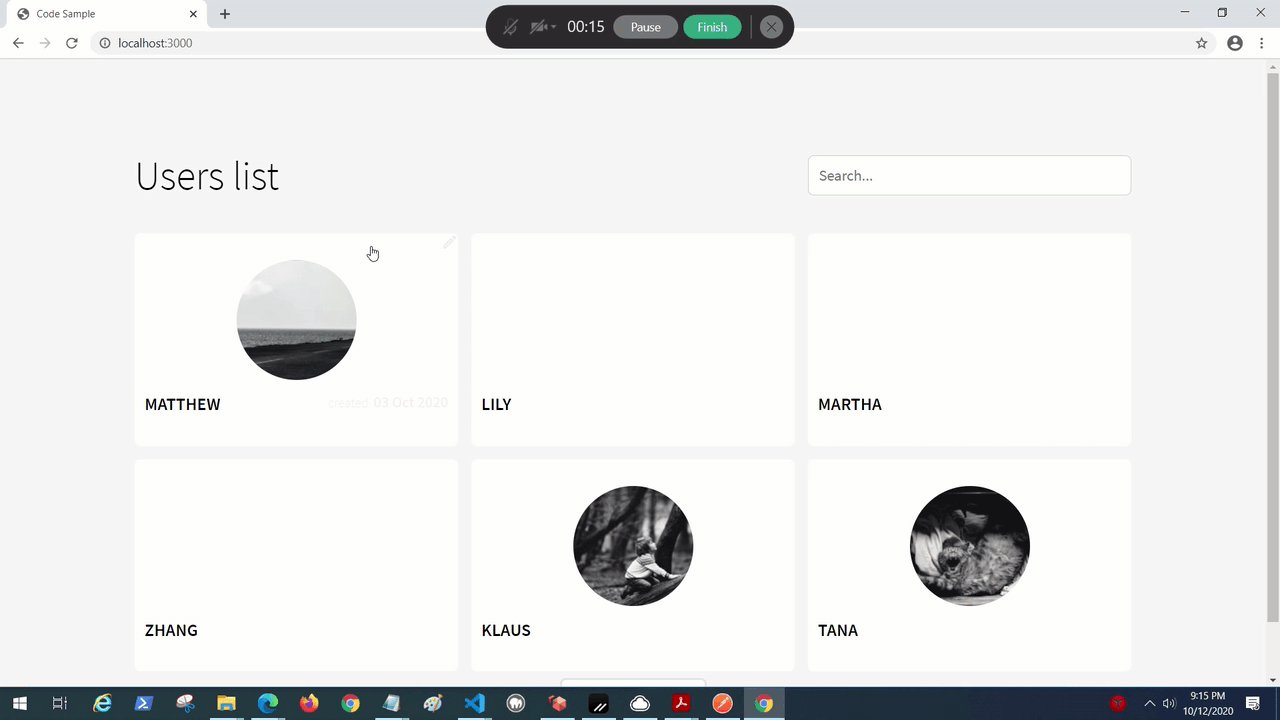 Code Sample
00:15
Pause
Finish
localhost:3000
Users list
Search...
MATTHEW
created 03 Oct 2020
LILY
MARTHA
ZHANG
KLAUS
TANA
9:15 PM
10/12/2020